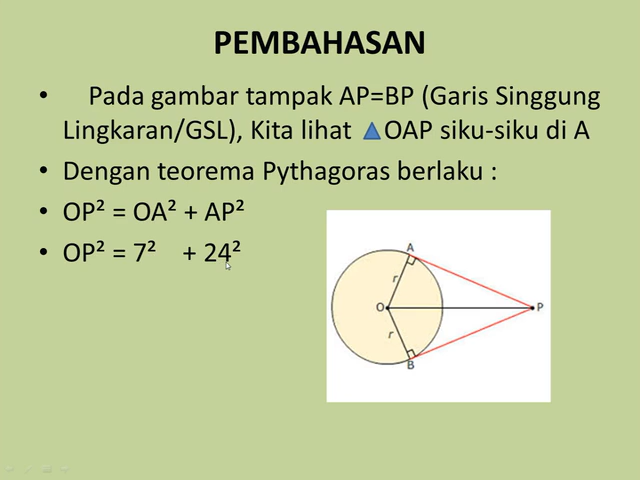 PEMBAHASAN
• Pada gambar tampak AP=BP (Garis Singgung
Lingkaran/GSL), Kita lihat OAP siku-siku di A
• Dengan teorema Pythagoras berlaku :
• OP² = OA² + AP²
• OP² = 7² + 24²
A
r
O
P
r
B